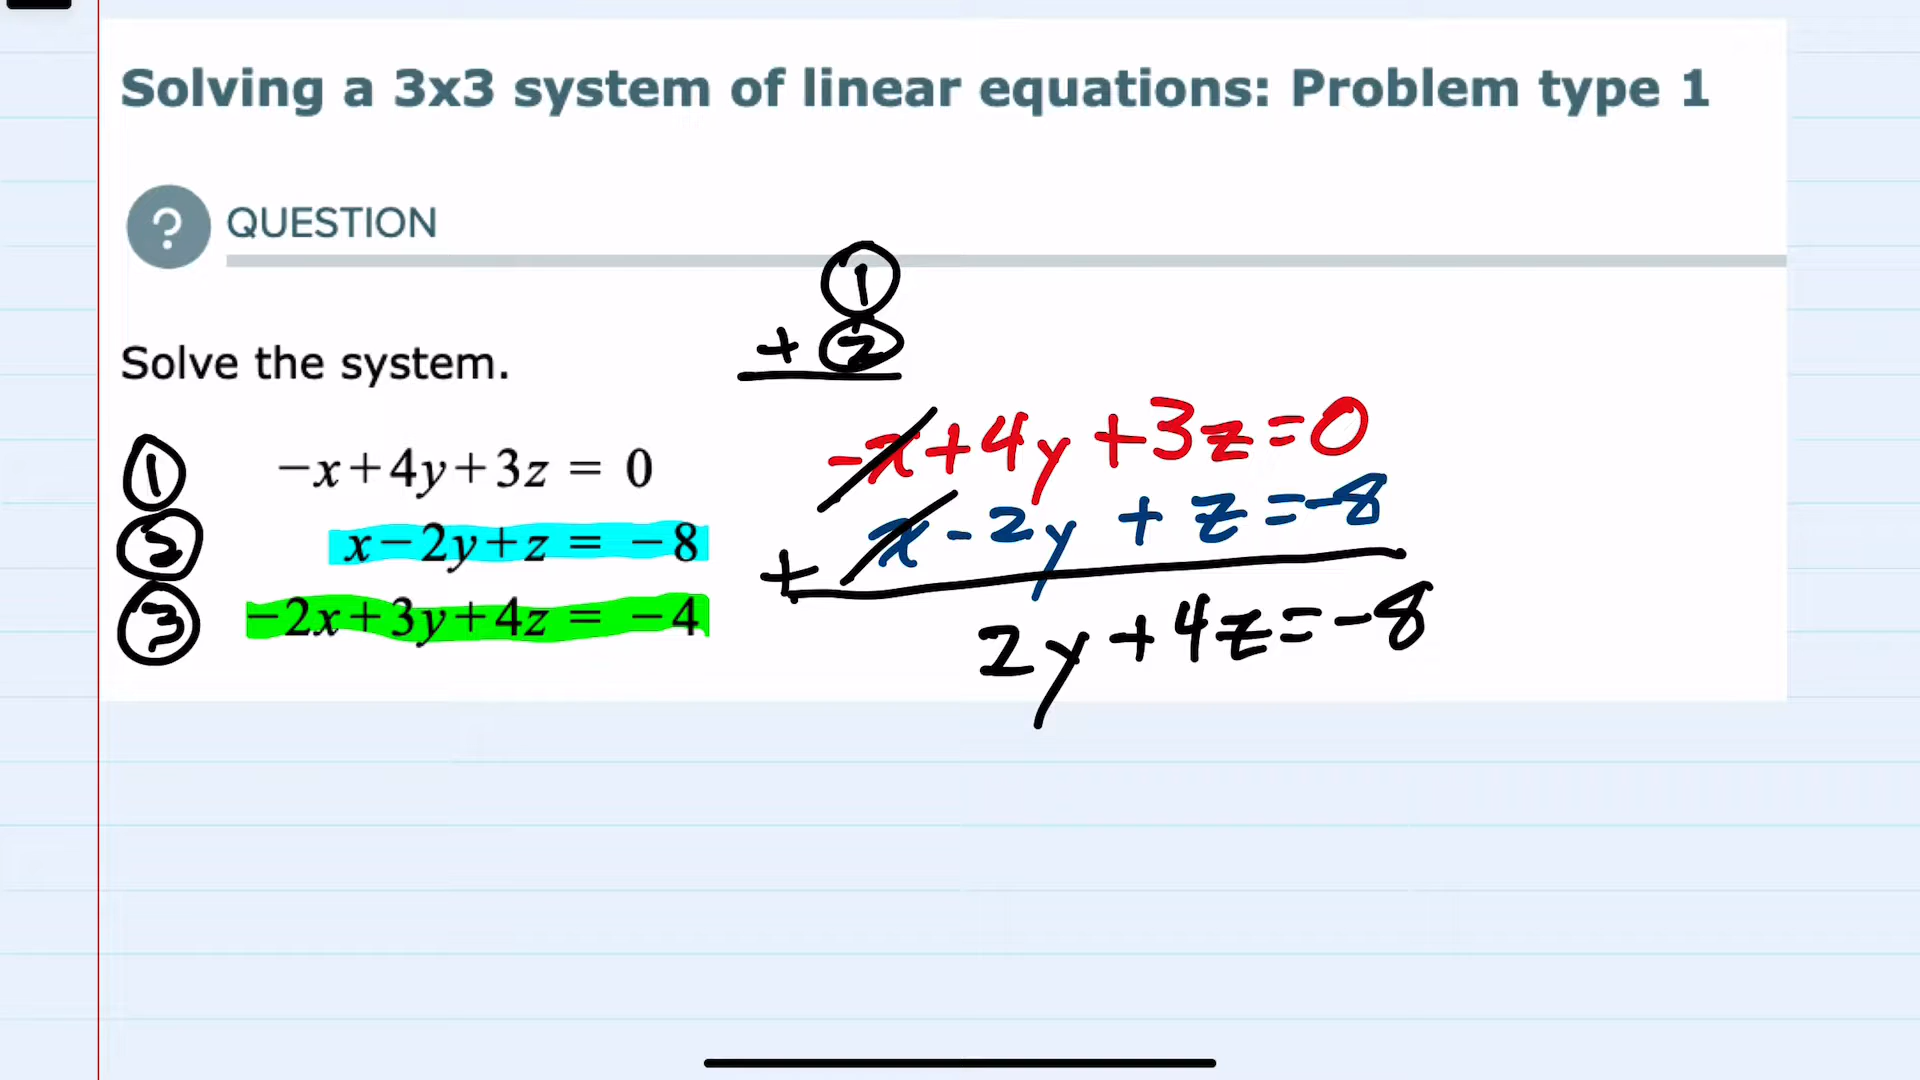 Solving a 3x3 system of linear equations: Problem type 1
? QUESTION
Solve the system.
① -x+4y+3z = 0
② x-2y+z = -8
③ -2x+3y+4z = -4
①
+ ②
-x+4y+3z=0
+ x-2y+z=-8
2y+4z=-8